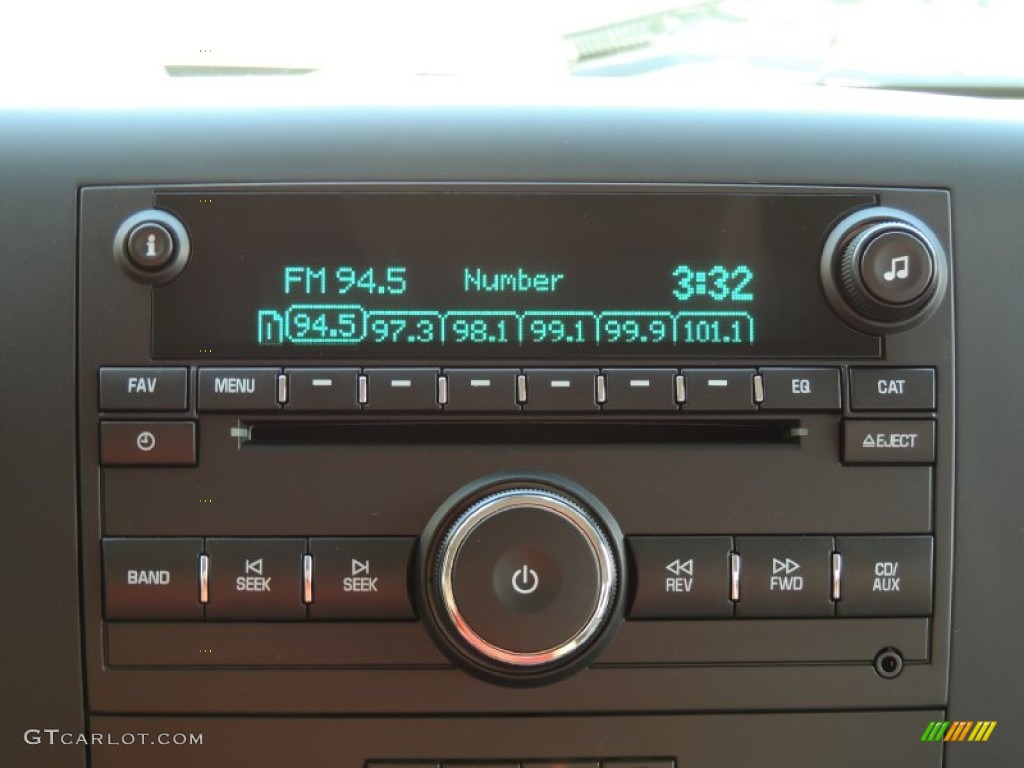 FM 94.5 Number 3:32
1 94.5 97.3 98.1 99.1 99.9 101.1
FAV MENU EQ CAT
EJECT
BAND SEEK SEEK REV FWD CD/
AUX
GTCARLOT.COM